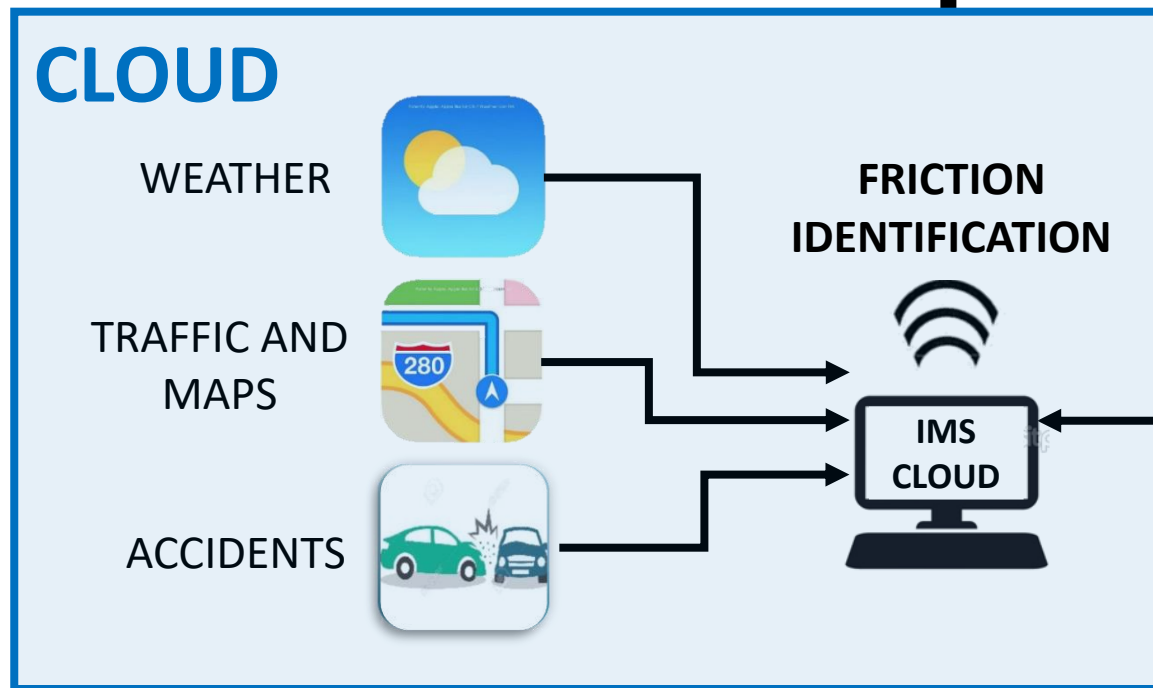 CLOUD
WEATHER
FRICTION
IDENTIFICATION
TRAFFIC AND
MAPS
280
IMS
CLOUD
ACCIDENTS